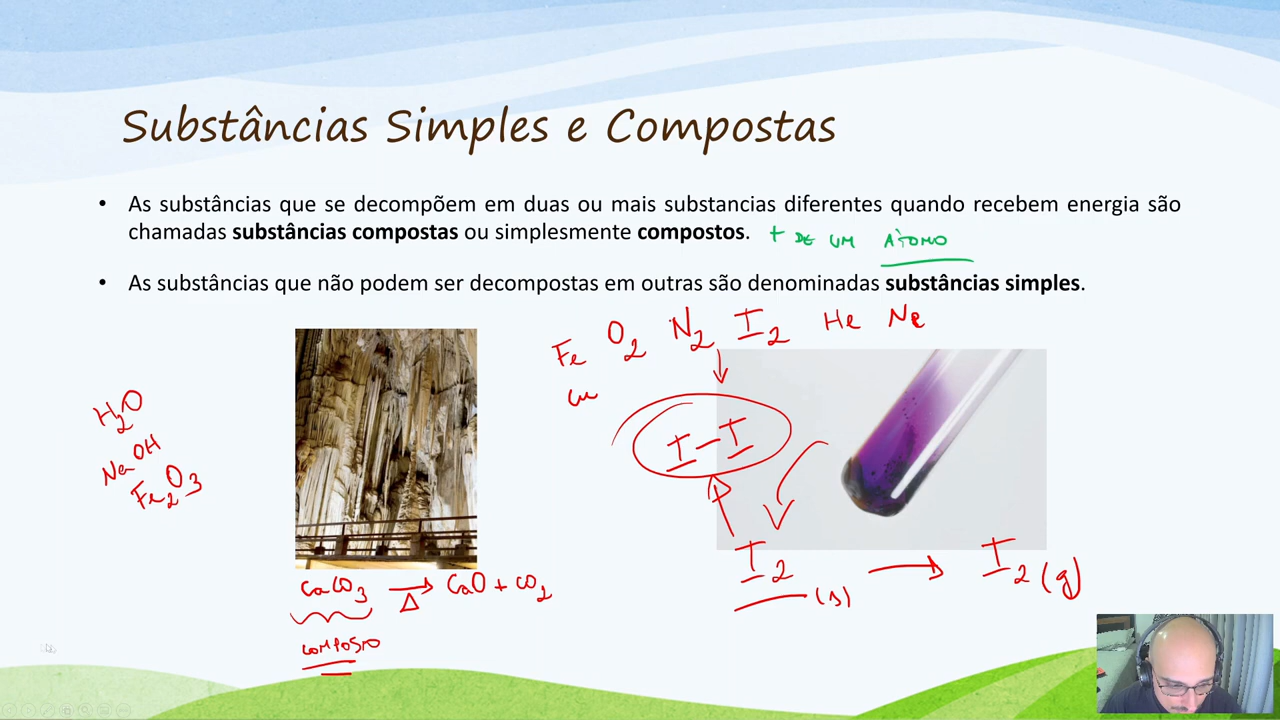 Substâncias Simples e Compostas
• As substâncias que se decompõem em duas ou mais substancias diferentes quando recebem energia são
chamadas substâncias compostas ou simplesmente compostos. + DE UM ÁTOMO
• As substâncias que não podem ser decompostas em outras são denominadas substâncias simples.
Fe O2 N2 I2 He Ne
Cu
I-I
H2O
NaOH
Fe2O3
I2(s) → I2(g)
CaCO3 →Δ CaO + CO2
COMPOSTO